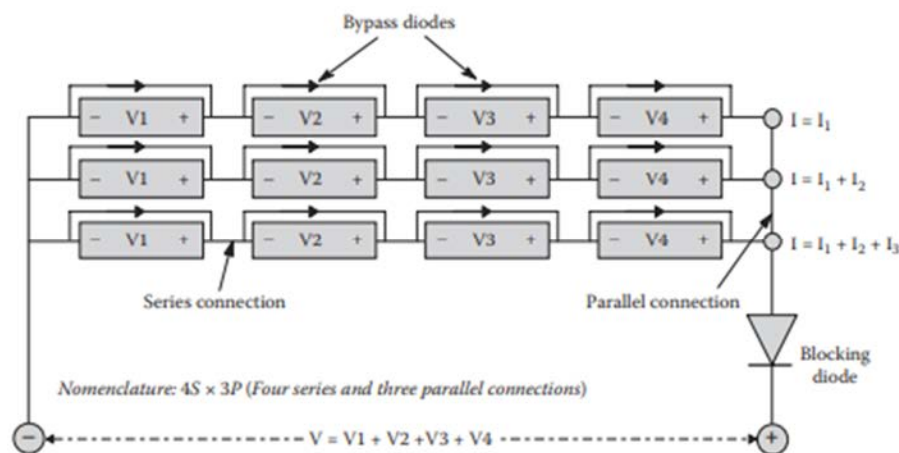 Bypass diodes
− V1 + − V2 + − V3 + − V4 + I = I₁
− V1 + − V2 + − V3 + − V4 + I = I₁ + I₂
− V1 + − V2 + − V3 + − V4 + I = I₁ + I₂ + I₃
Series connection
Parallel connection
Blocking
diode
Nomenclature: 4S × 3P (Four series and three parallel connections)
− V = V1 + V2 +V3 + V4 +